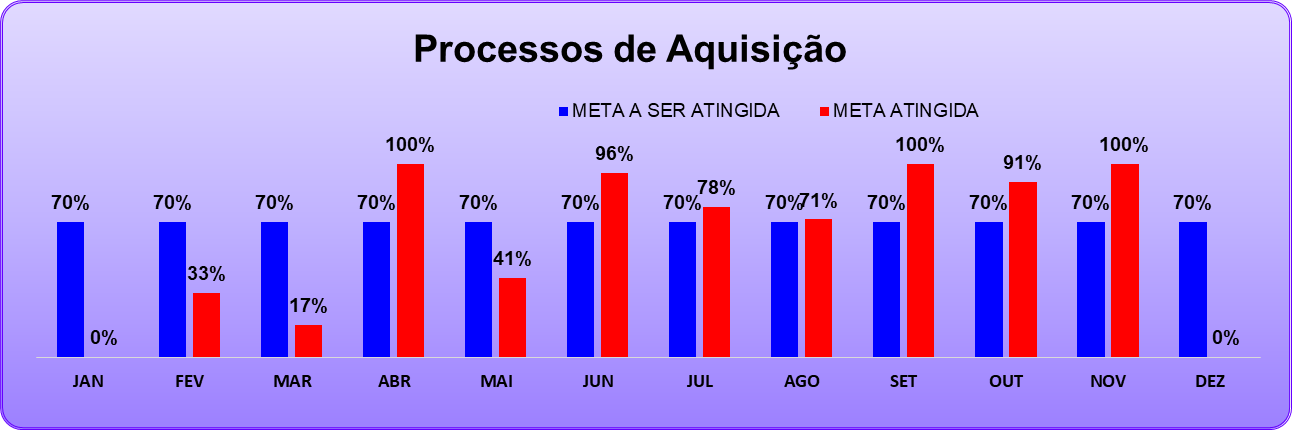 Processos de Aquisição
META A SER ATINGIDA META ATINGIDA
70% 0% 70% 33% 70% 17% 70% 100% 70% 41% 70% 96% 70% 78% 70% 71% 70% 100% 70% 91% 70% 100% 70% 0%
JAN FEV MAR ABR MAI JUN JUL AGO SET OUT NOV DEZ